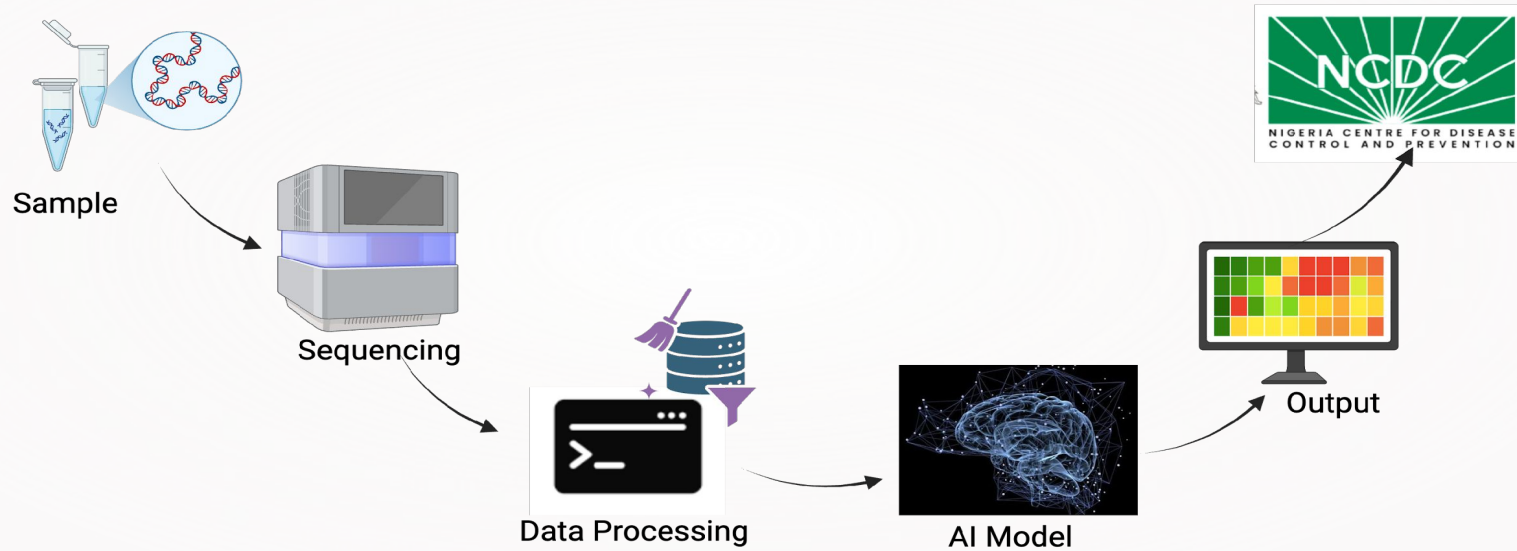 Sample
Sequencing
Data Processing
AI Model
Output
NCDC
NIGERIA CENTRE FOR DISEASE
CONTROL AND PREVENTION